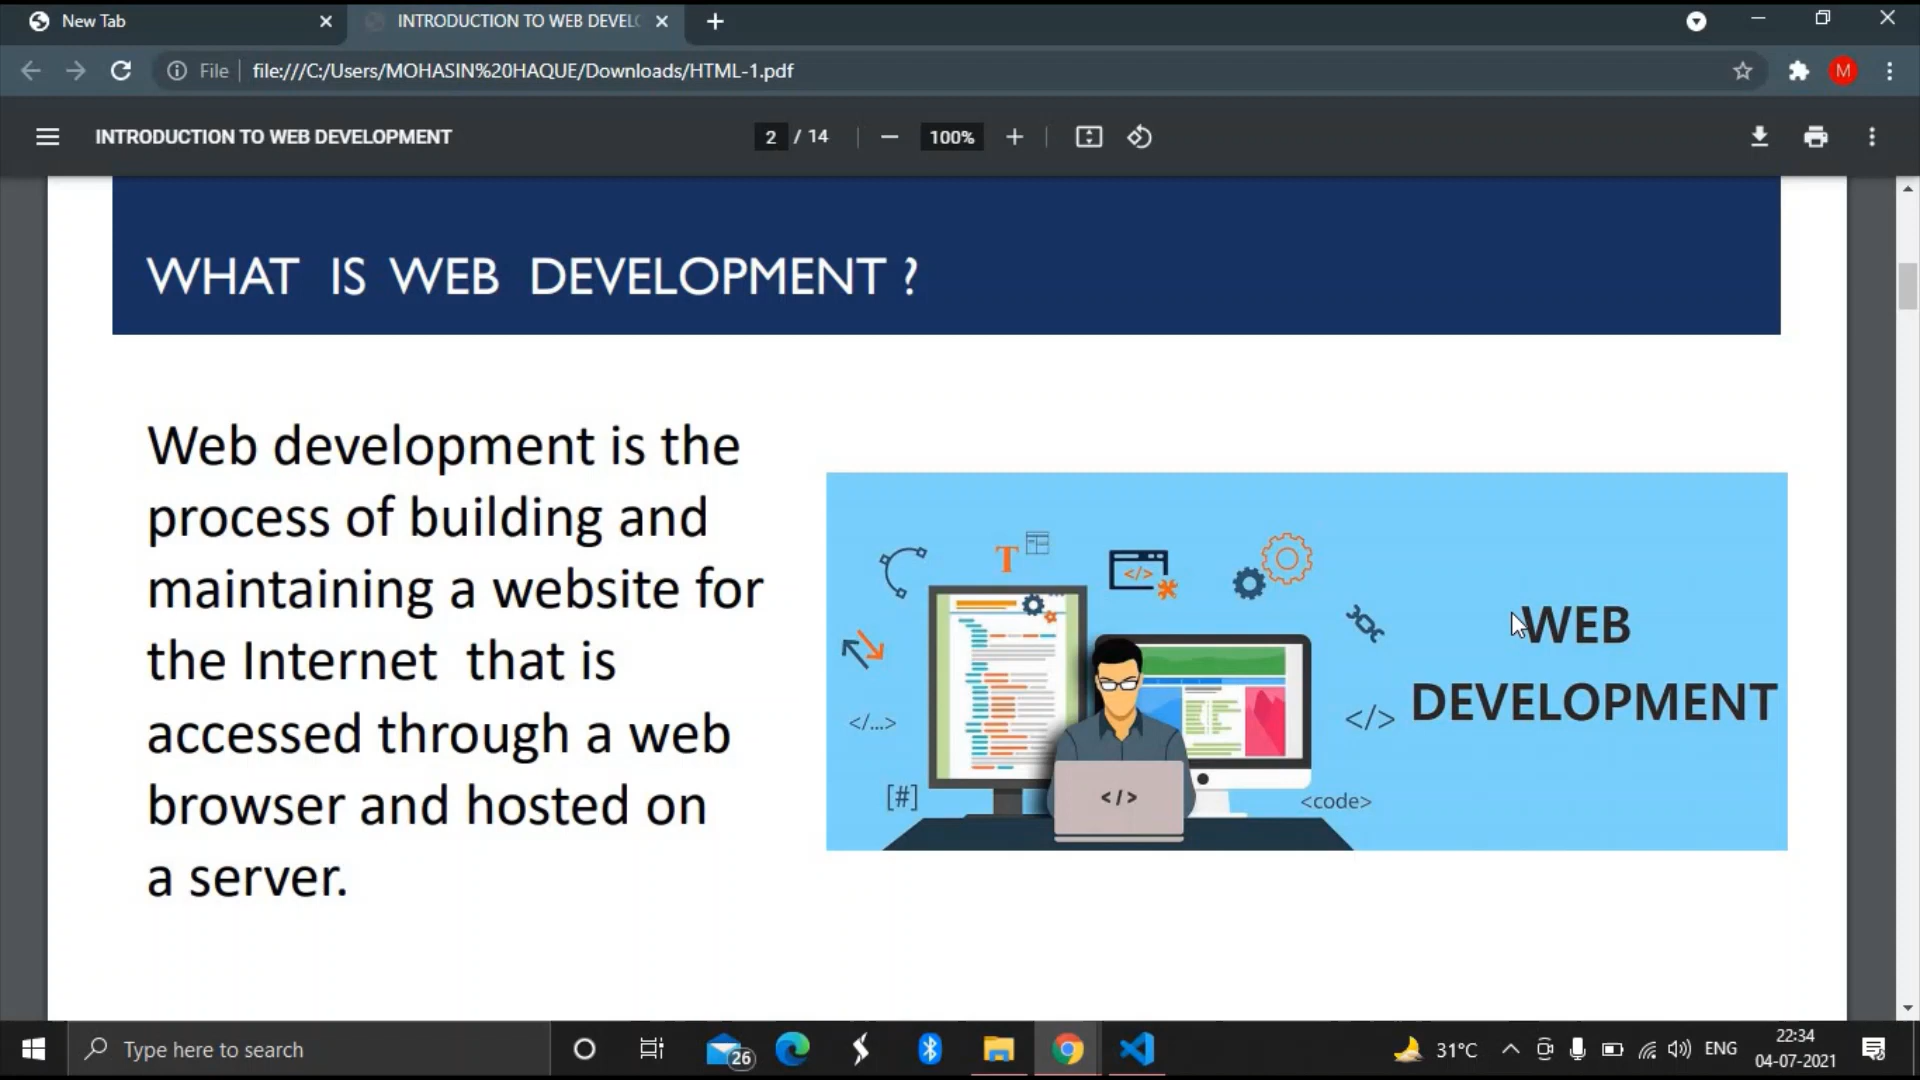 New Tab
INTRODUCTION TO WEB DEVEL
File
file:///C:/Users/MOHASIN%20HAQUE/Downloads/HTML-1.pdf
M
INTRODUCTION TO WEB DEVELOPMENT
2 / 14
100%
WHAT IS WEB DEVELOPMENT ?
Web development is the
process of building and
maintaining a website for
the Internet that is
accessed through a web
browser and hosted on
a server.
T
</>
WEB
DEVELOPMENT
</...>
</>
[#]
</>
<code>
Type here to search
26
31°C
ENG
22:34
04-07-2021